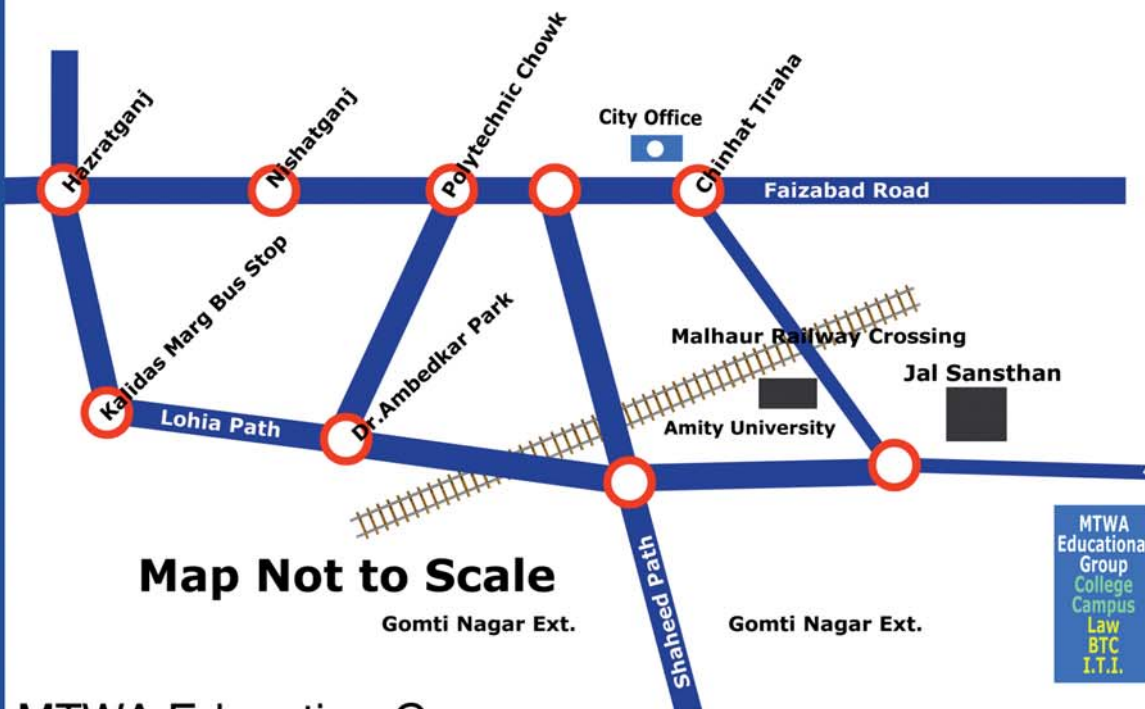 Hazratganj
Nishatganj
Polytechnic Chowk
City Office
Chinhat Tiraha
Faizabad Road
Kalidas Marg Bus Stop
Lohia Path
Dr.Ambedkar Park
Malhaur Railway Crossing
Jal Sansthan
Amity University
MTWA
Educationa
Group
College
Campus
Law
BTC
I.T.I.
Map Not to Scale
Gomti Nagar Ext.
Shaheed Path
Gomti Nagar Ext.
MTWA